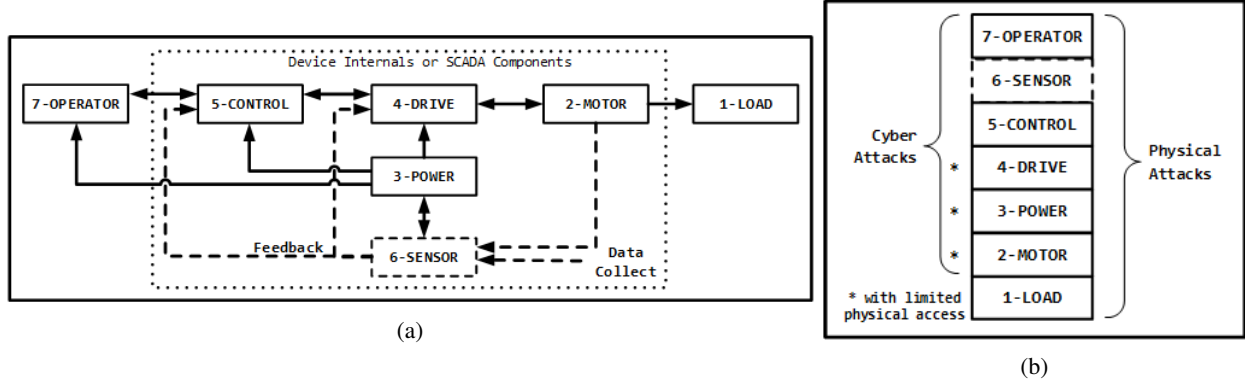 Device Internals or SCADA Components
7-OPERATOR
5-CONTROL
4-DRIVE
2-MOTOR
1-LOAD
3-POWER
Feedback
6-SENSOR
Data
Collect
(a)
7-OPERATOR
6-SENSOR
5-CONTROL
4-DRIVE
3-POWER
2-MOTOR
1-LOAD
Cyber
Attacks
*
*
*
* with limited
physical access
Physical
Attacks
(b)